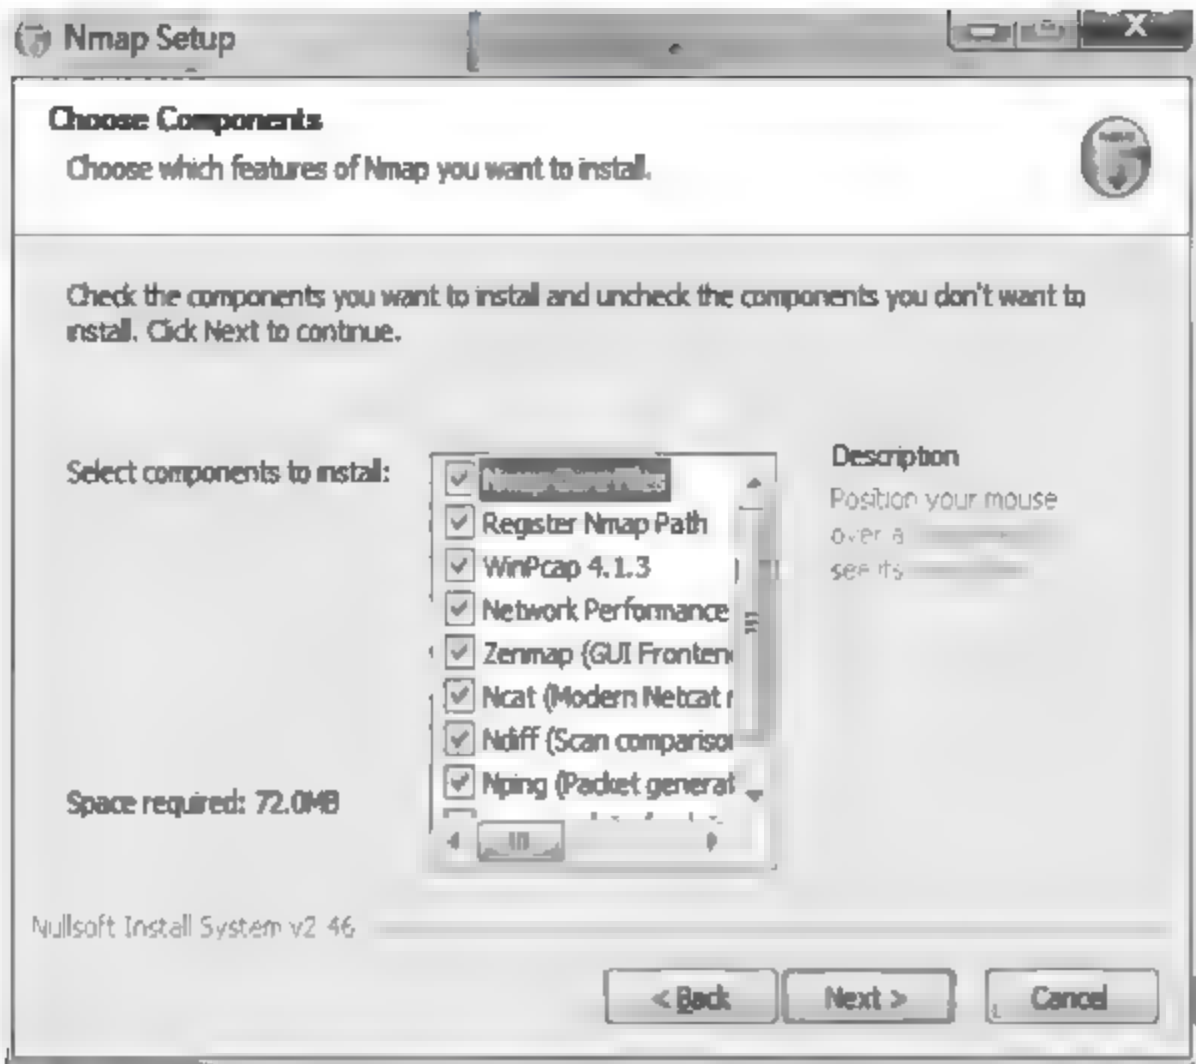 Nmap Setup
Choose Components
Choose which features of Nmap you want to install.
Check the components you want to install and uncheck the components you don't want to
install. Click Next to continue.
Select components to install:
Register Nmap Path
WinPcap 4.1.3
Network Performance
Zenmap (GUI Fronten
Ncat (Modern Netcat r
Ndiff (Scan compariso
Nping (Packet generat
Description
Position your mouse
over a
see its
Space required: 72.0MB
Nullsoft Install System v2.46
< Back
Next >
Cancel